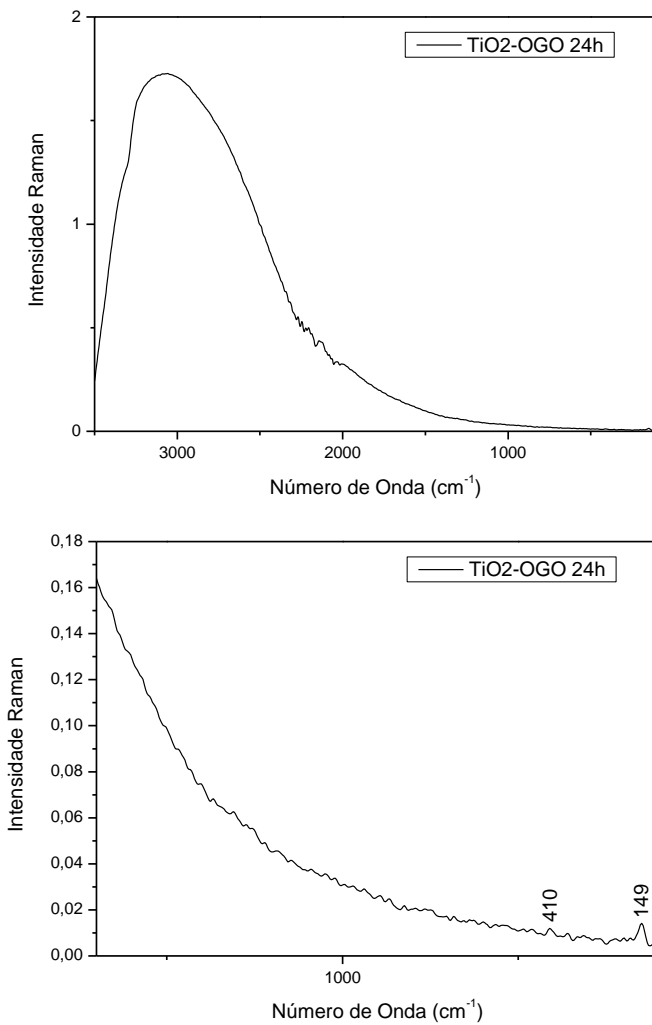 2
TiO2-OGO 24h
1
0
Intensidade Raman
3000 2000 1000
Número de Onda (cm⁻¹)
0,18
TiO2-OGO 24h
0,16
0,14
0,12
0,10
0,08
0,06
0,04
0,02
0,00
Intensidade Raman
410
149
1000
Número de Onda (cm⁻¹)